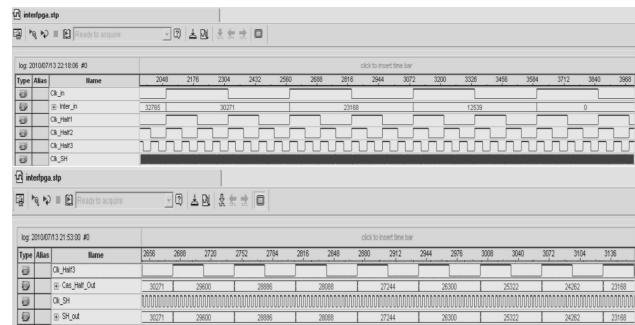 interfpga.stp
Ready to acquire
log: 2010/07/13 22:18:06 #0 click to insert time bar
Type Alias Name 2048 2176 2304 2432 2560 2688 2816 2944 3072 3200 3328 3456 3584 3712 3840 3968
Clk_in
Inter_in 32765 30271 23168 12539 0
Clk_Half1
Clk_Half2
Clk_Half3
Clk_SH
interfpga.stp
Ready to acquire
log: 2010/07/13 21:53:00 #0 click to insert time bar
Type Alias Name 2656 2688 2720 2752 2784 2816 2848 2880 2912 2944 2976 3008 3040 3072 3104 3136
Clk_Half3
Cas_Half_Out 30271 29600 28886 28088 27244 26300 25322 24262 23168
Clk_SH
SH_out 30271 29600 28886 28088 27244 26300 25322 24262 23168